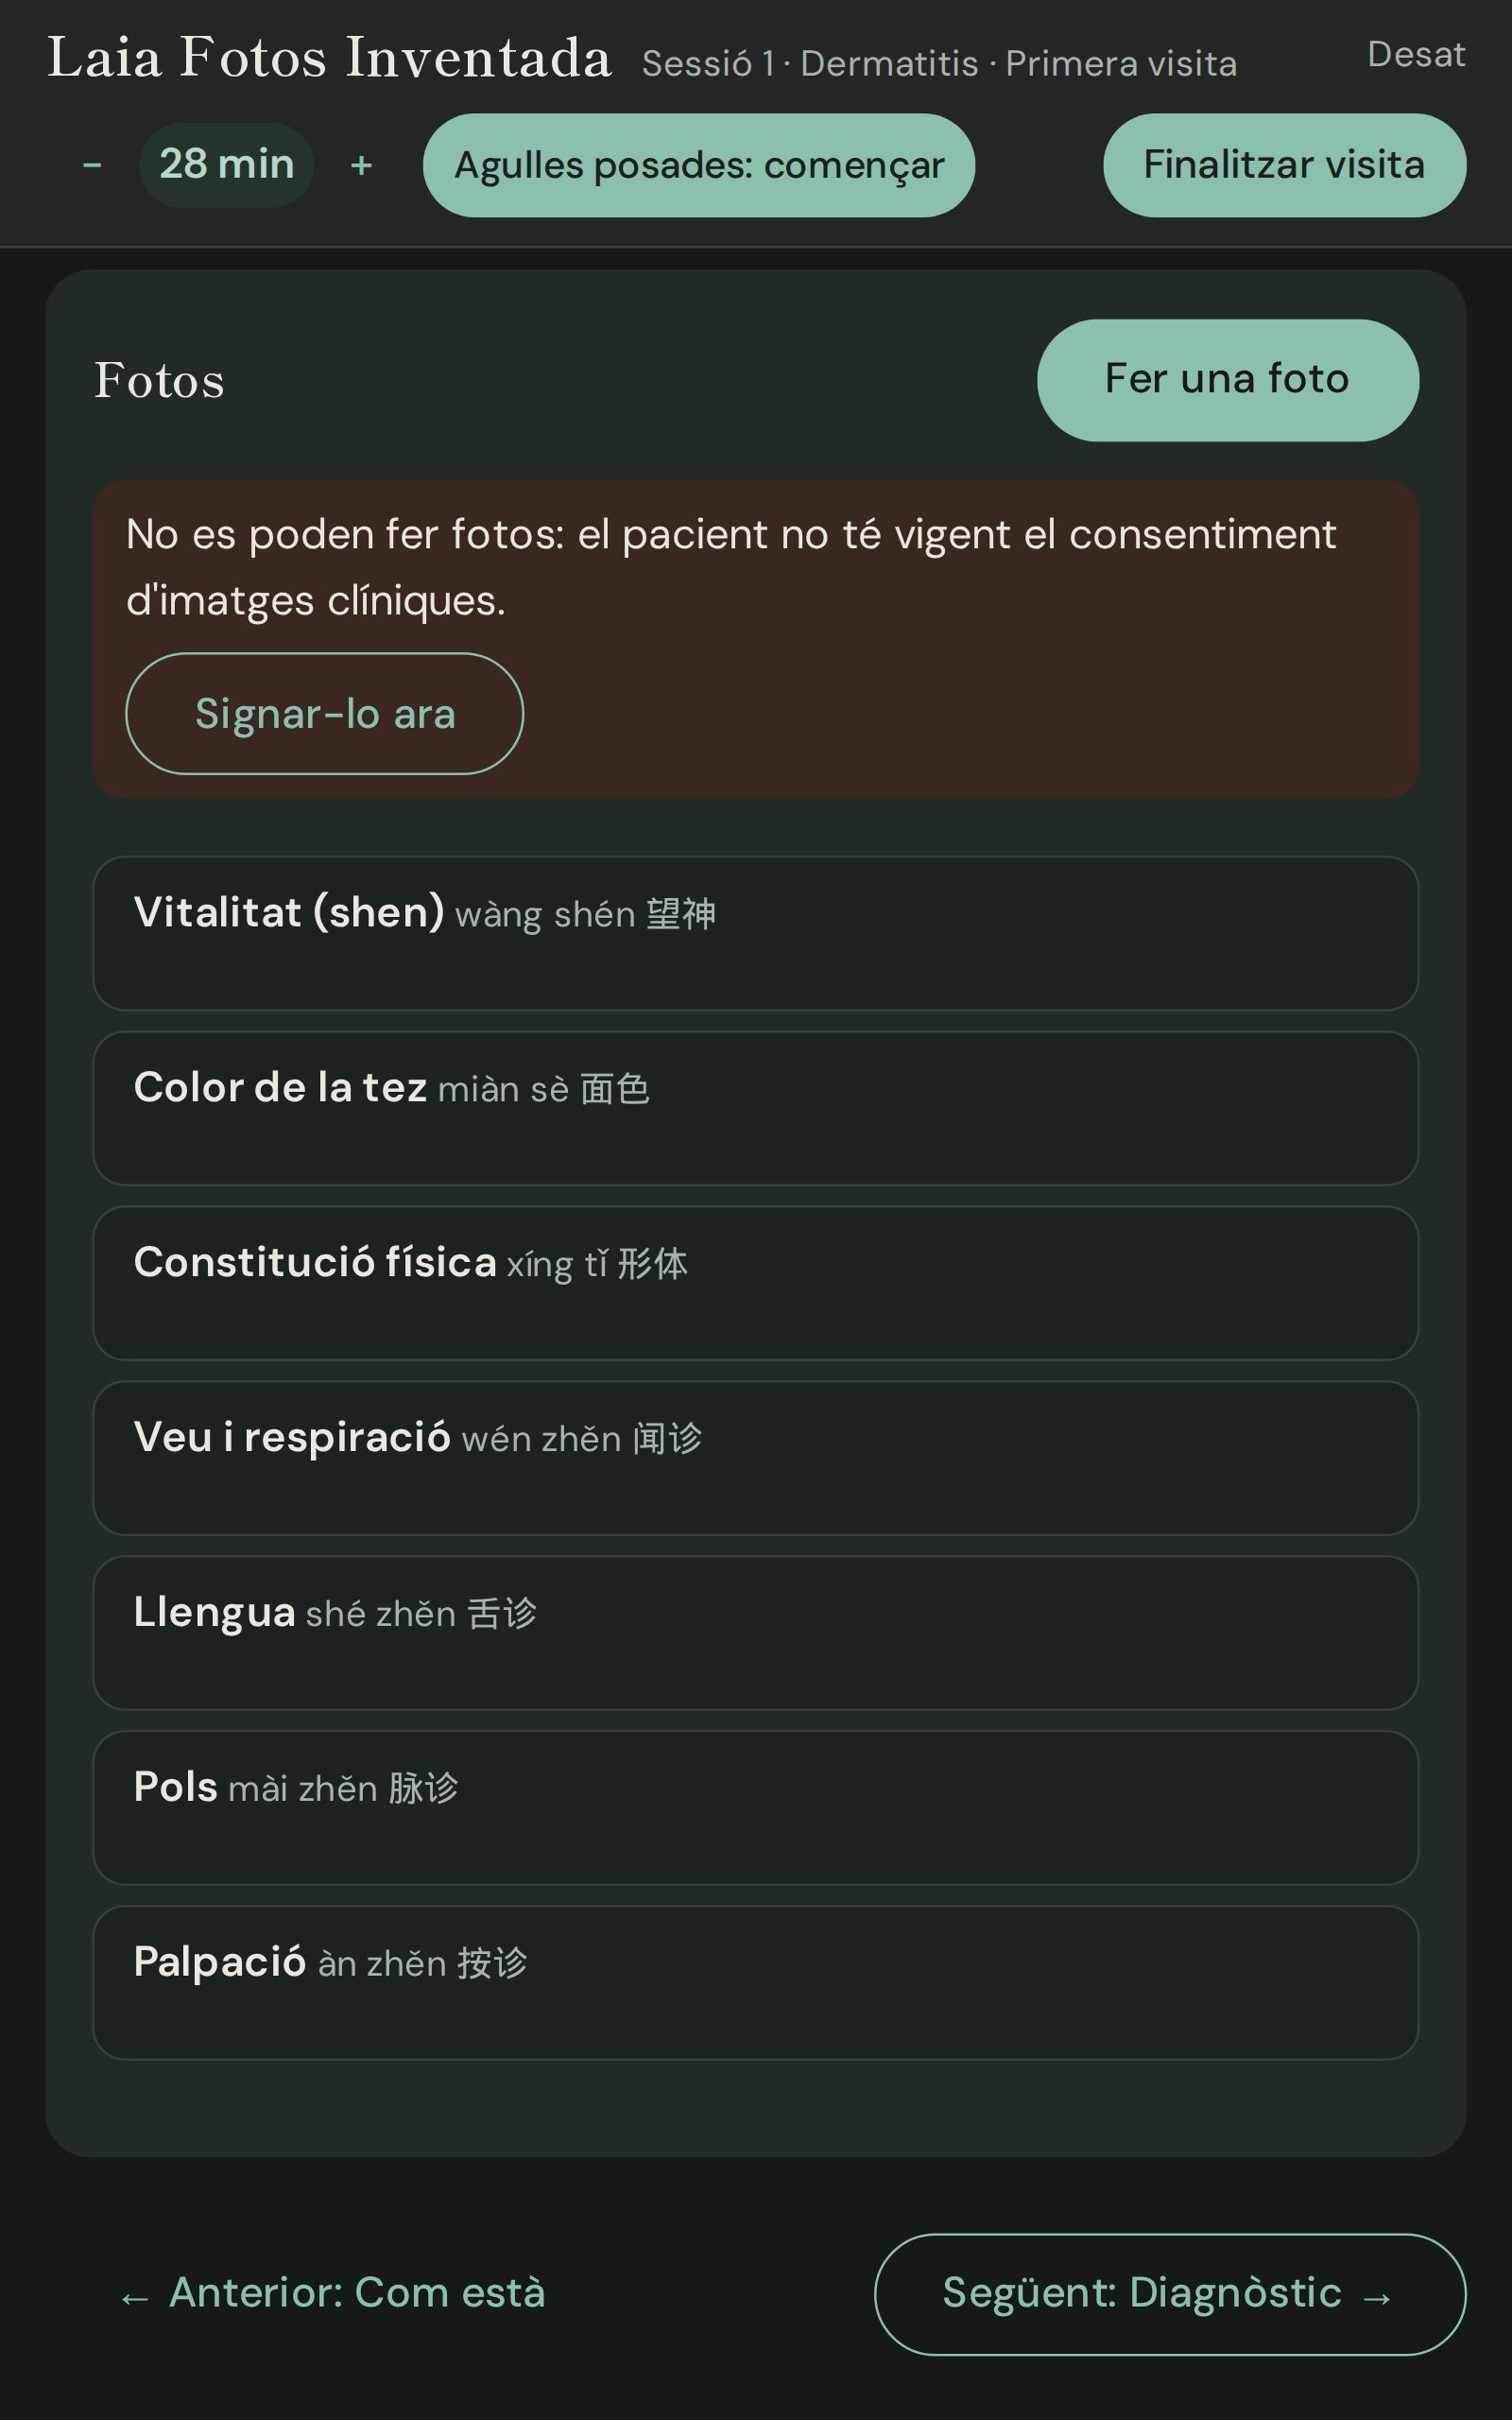 Laia Fotos Inventada Sessió 1 · Dermatitis · Primera visita Desat
− 28 min + Agulles posades: començar Finalitzar visita
Fotos Fer una foto
No es poden fer fotos: el pacient no té vigent el consentiment
d'imatges clíniques.
Signar-lo ara
Vitalitat (shen) wàng shén 望神
Color de la tez miàn sè 面色
Constitució física xíng tǐ 形体
Veu i respiració wén zhěn 闻诊
Llengua shé zhěn 舌诊
Pols mài zhěn 脉诊
Palpació àn zhěn 按诊
← Anterior: Com està Següent: Diagnòstic →